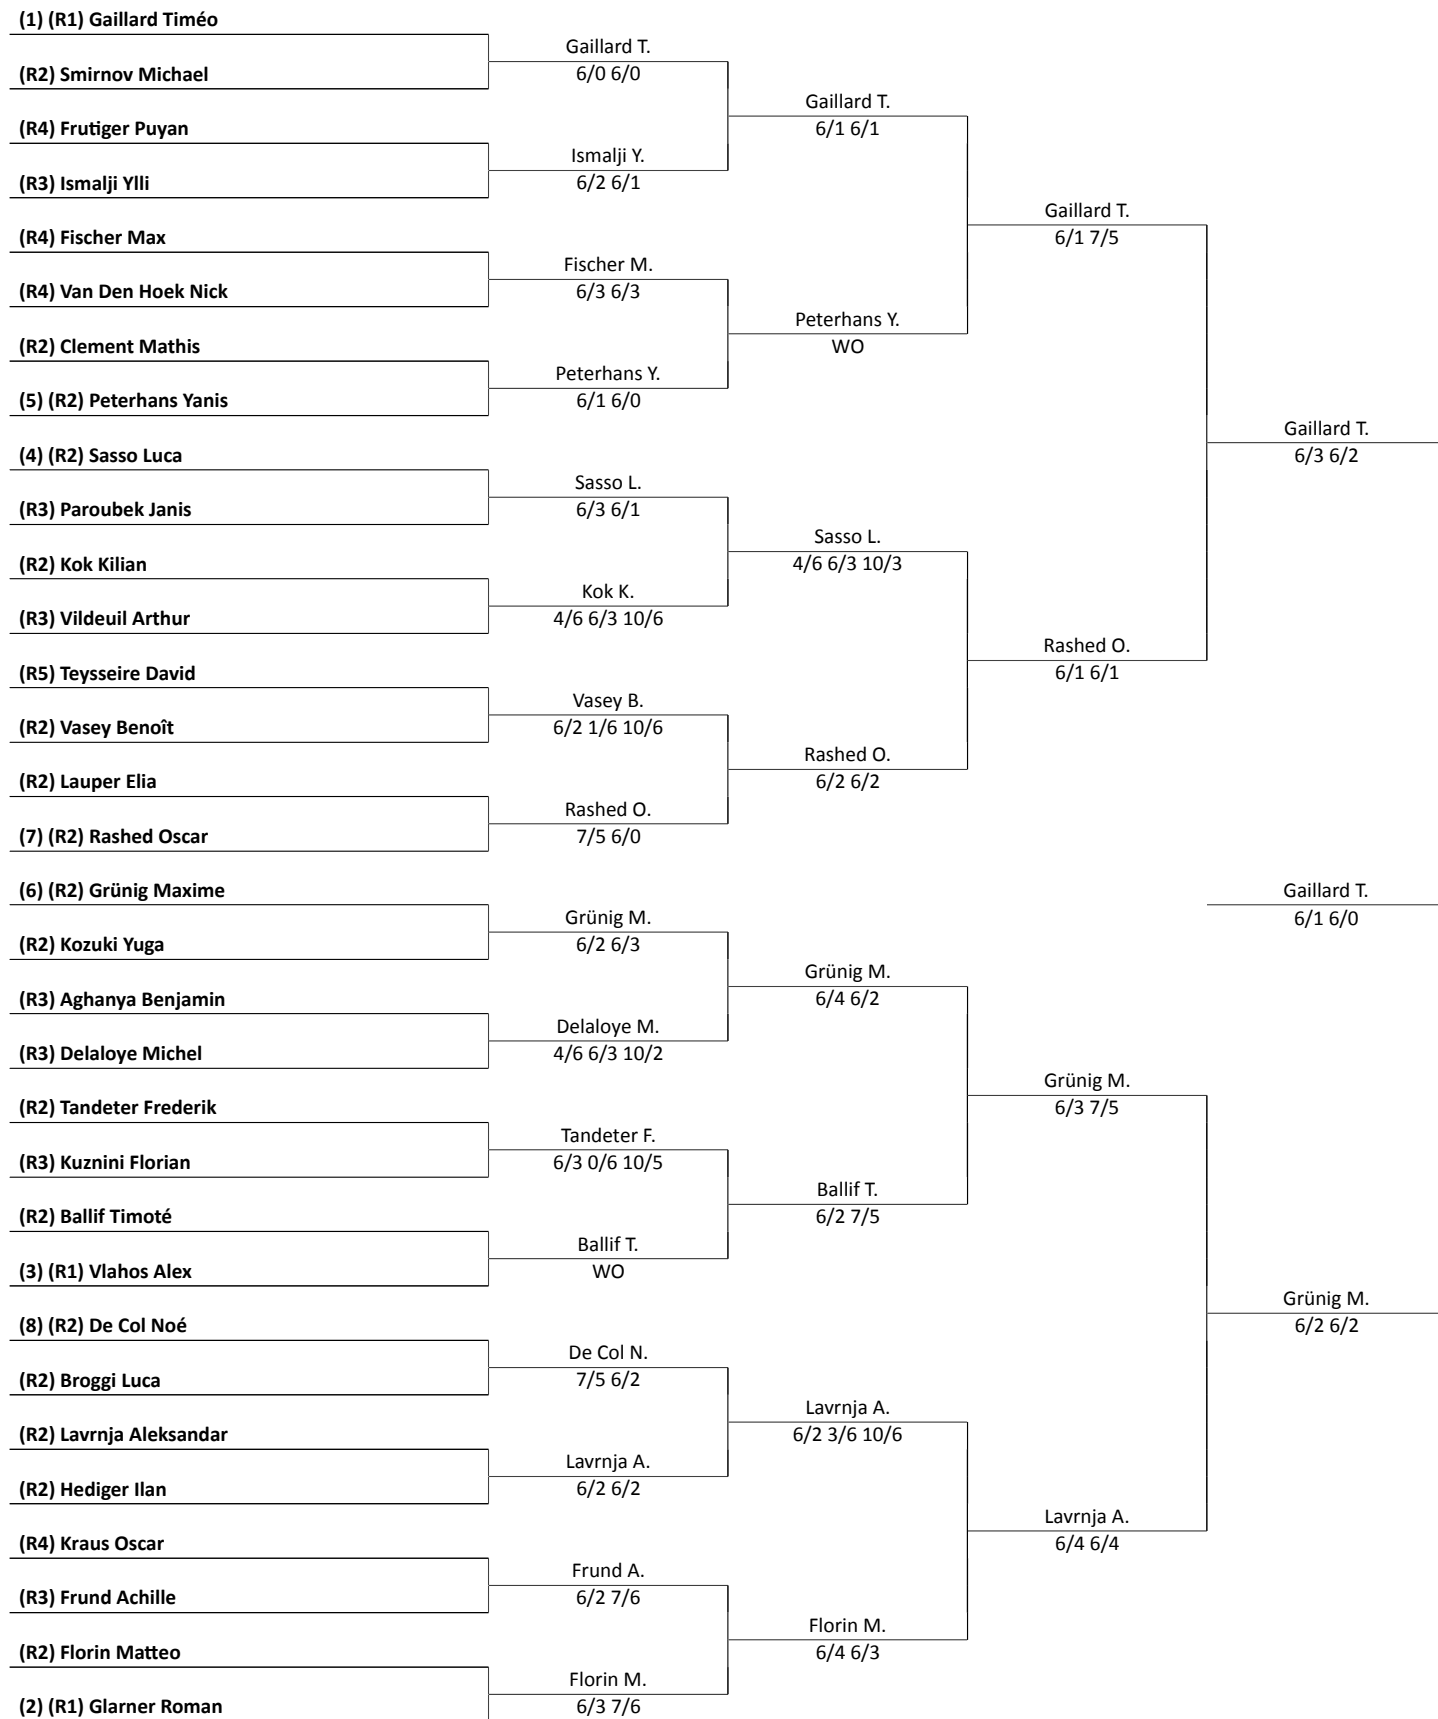 (1) (R1) Gaillard Timéo
Gaillard T.
(R2) Smirnov Michael
6/0 6/0
Gaillard T.
(R4) Frutiger Puyan
6/1 6/1
Ismalji Y.
(R3) Ismalji Ylli
6/2 6/1
Gaillard T.
(R4) Fischer Max
6/1 7/5
Fischer M.
(R4) Van Den Hoek Nick
6/3 6/3
Peterhans Y.
(R2) Clement Mathis
WO
Peterhans Y.
(5) (R2) Peterhans Yanis
6/1 6/0
Gaillard T.
(4) (R2) Sasso Luca
6/3 6/2
Sasso L.
(R3) Paroubek Janis
6/3 6/1
Sasso L.
(R2) Kok Kilian
4/6 6/3 10/3
Kok K.
(R3) Vildeuil Arthur
4/6 6/3 10/6
Rashed O.
(R5) Teysseire David
6/1 6/1
Vasey B.
(R2) Vasey Benoît
6/2 1/6 10/6
Rashed O.
(R2) Lauper Elia
6/2 6/2
Rashed O.
(7) (R2) Rashed Oscar
7/5 6/0
(6) (R2) Grünig Maxime
Gaillard T.
6/1 6/0
Grünig M.
(R2) Kozuki Yuga
6/2 6/3
Grünig M.
(R3) Aghanya Benjamin
6/4 6/2
Delaloye M.
(R3) Delaloye Michel
4/6 6/3 10/2
Grünig M.
(R2) Tandeter Frederik
6/3 7/5
Tandeter F.
(R3) Kuznini Florian
6/3 0/6 10/5
Ballif T.
(R2) Ballif Timoté
6/2 7/5
Ballif T.
(3) (R1) Vlahos Alex
WO
Grünig M.
(8) (R2) De Col Noé
6/2 6/2
De Col N.
(R2) Broggi Luca
7/5 6/2
Lavrnja A.
(R2) Lavrnja Aleksandar
6/2 3/6 10/6
Lavrnja A.
(R2) Hediger Ilan
6/2 6/2
Lavrnja A.
(R4) Kraus Oscar
6/4 6/4
Frund A.
(R3) Frund Achille
6/2 7/6
Florin M.
(R2) Florin Matteo
6/4 6/3
Florin M.
(2) (R1) Glarner Roman
6/3 7/6